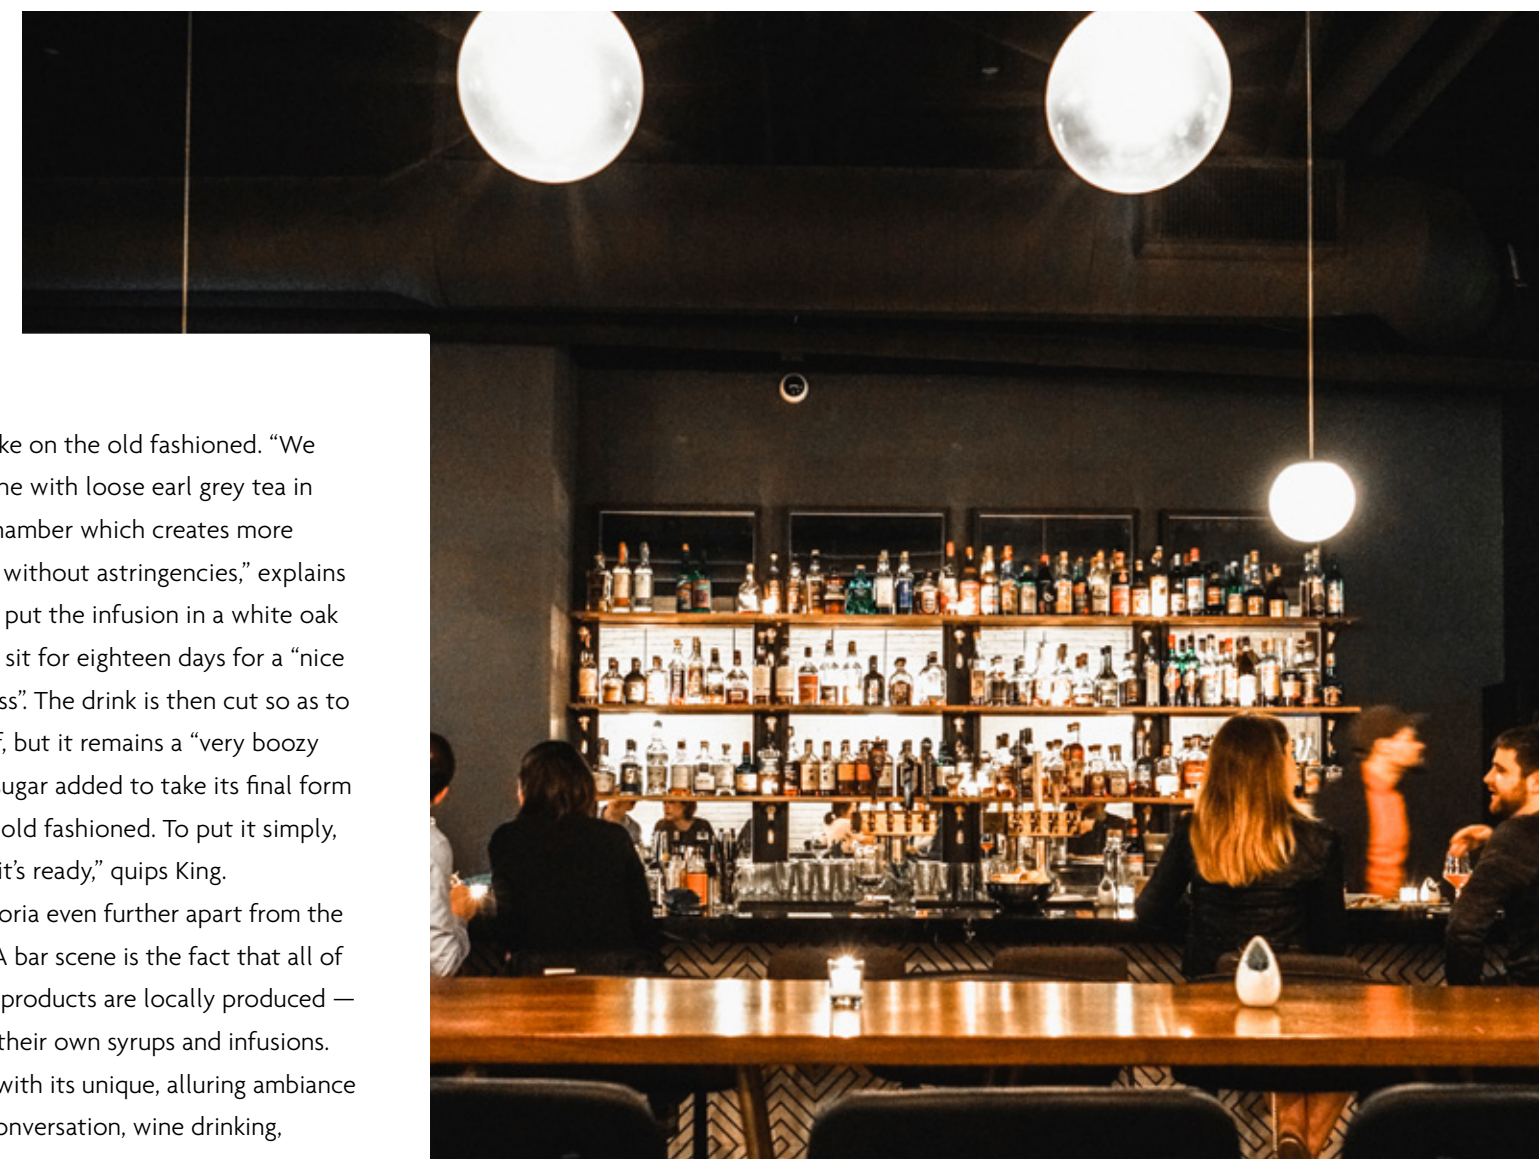 ke on the old fashioned. “We
ne with loose earl grey tea in
hamber which creates more
without astringencies,” explains
put the infusion in a white oak
sit for eighteen days for a “nice
ss”. The drink is then cut so as to
, but it remains a “very boozy
sugar added to take its final form
old fashioned. To put it simply,
it’s ready,” quips King.
oria even further apart from the
A bar scene is the fact that all of
products are locally produced —
their own syrups and infusions.
with its unique, alluring ambiance
onversation, wine drinking,